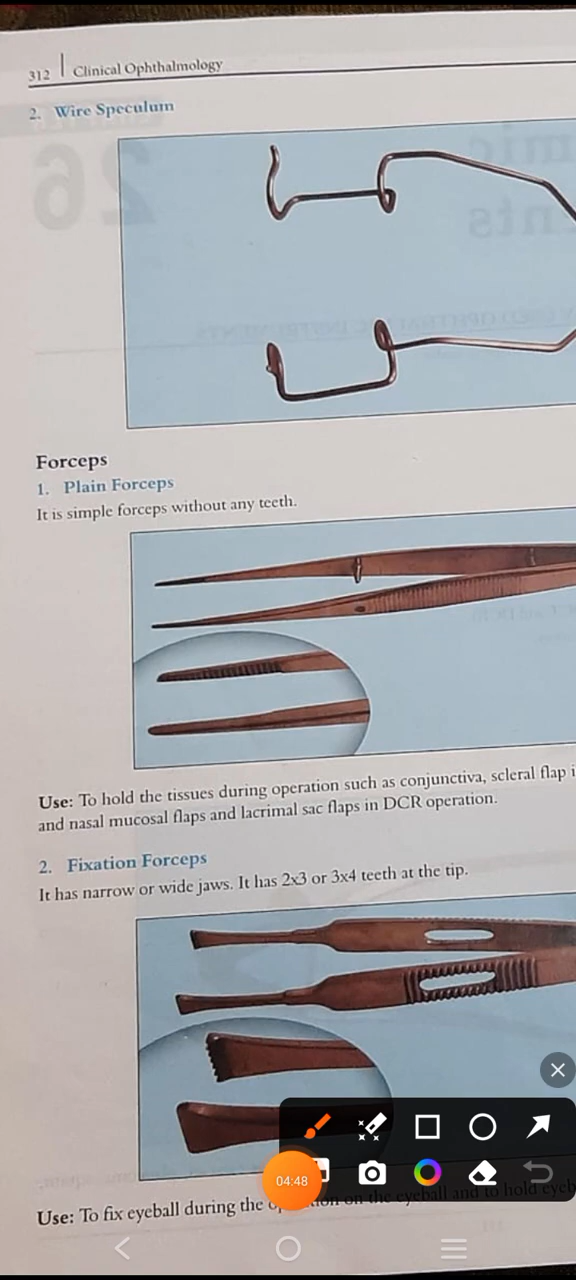 312 | Clinical Ophthalmology
2. Wire Speculum
Forceps
1. Plain Forceps
It is simple forceps without any teeth.
Use: To hold the tissues during operation such as conjunctiva, scleral flap
and nasal mucosal flaps and lacrimal sac flaps in DCR operation.
2. Fixation Forceps
It has narrow or wide jaws. It has 2x3 or 3x4 teeth at the tip.
04:48
Use: To fix eyeball during the on the eyeball and to hold